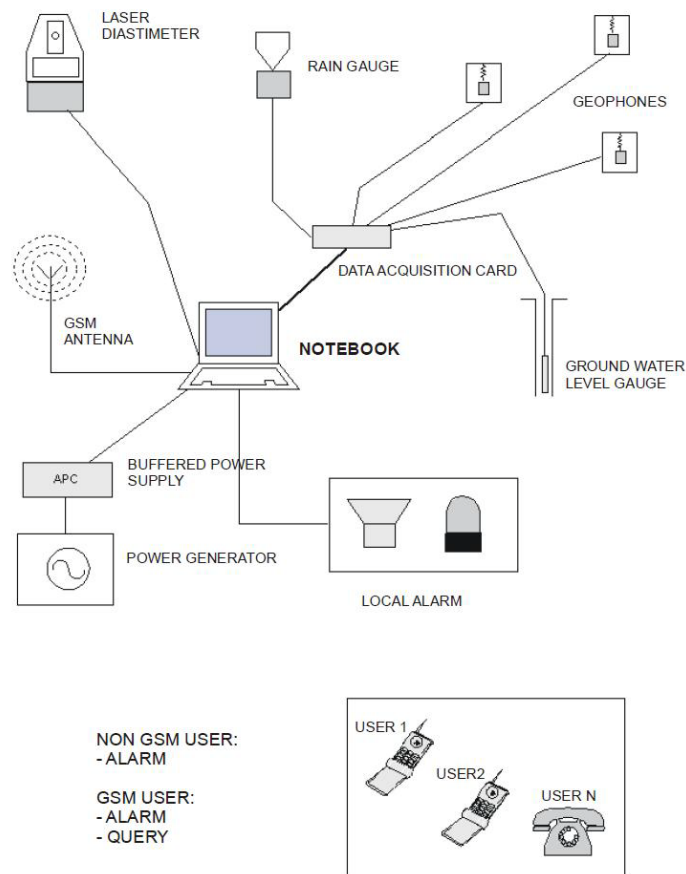 LASER
DIASTIMETER
RAIN GAUGE
GEOPHONES
DATA ACQUISITION CARD
GSM
ANTENNA
NOTEBOOK
GROUND WATER
LEVEL GAUGE
BUFFERED POWER
SUPPLY
APC
POWER GENERATOR
LOCAL ALARM
NON GSM USER:
- ALARM
GSM USER:
- ALARM
- QUERY
USER 1
USER2
USER N